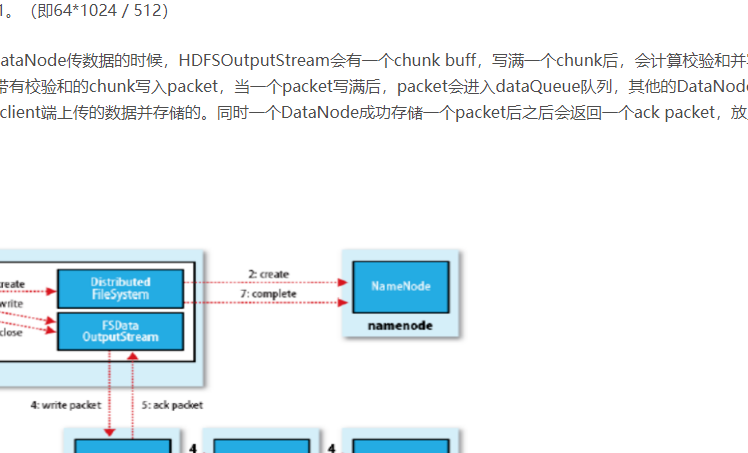 1。（即64*1024 / 512）
DataNode传数据的时候，HDFSOutputStream会有一个chunk buff，写满一个chunk后，会计算校验和并
带有校验和的chunk写入packet，当一个packet写满后，packet会进入dataQueue队列，其他的DataNode
client端上传的数据并存储的。同时一个DataNode成功存储一个packet后之后会返回一个ack packet，放
create
write
close
Distributed
FileSystem
FSData
OutputStream
2: create
7: complete
NameNode
namenode
4: write packet
5: ack packet
4
4